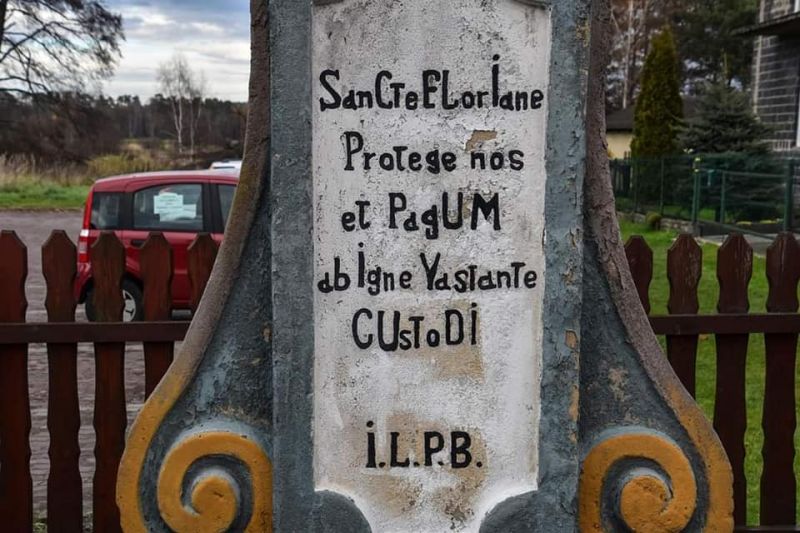 SanCTe FLorIane
Protege nos
et PagUM
ab Igne Vastante
CUstoDI
I.L.P.B.